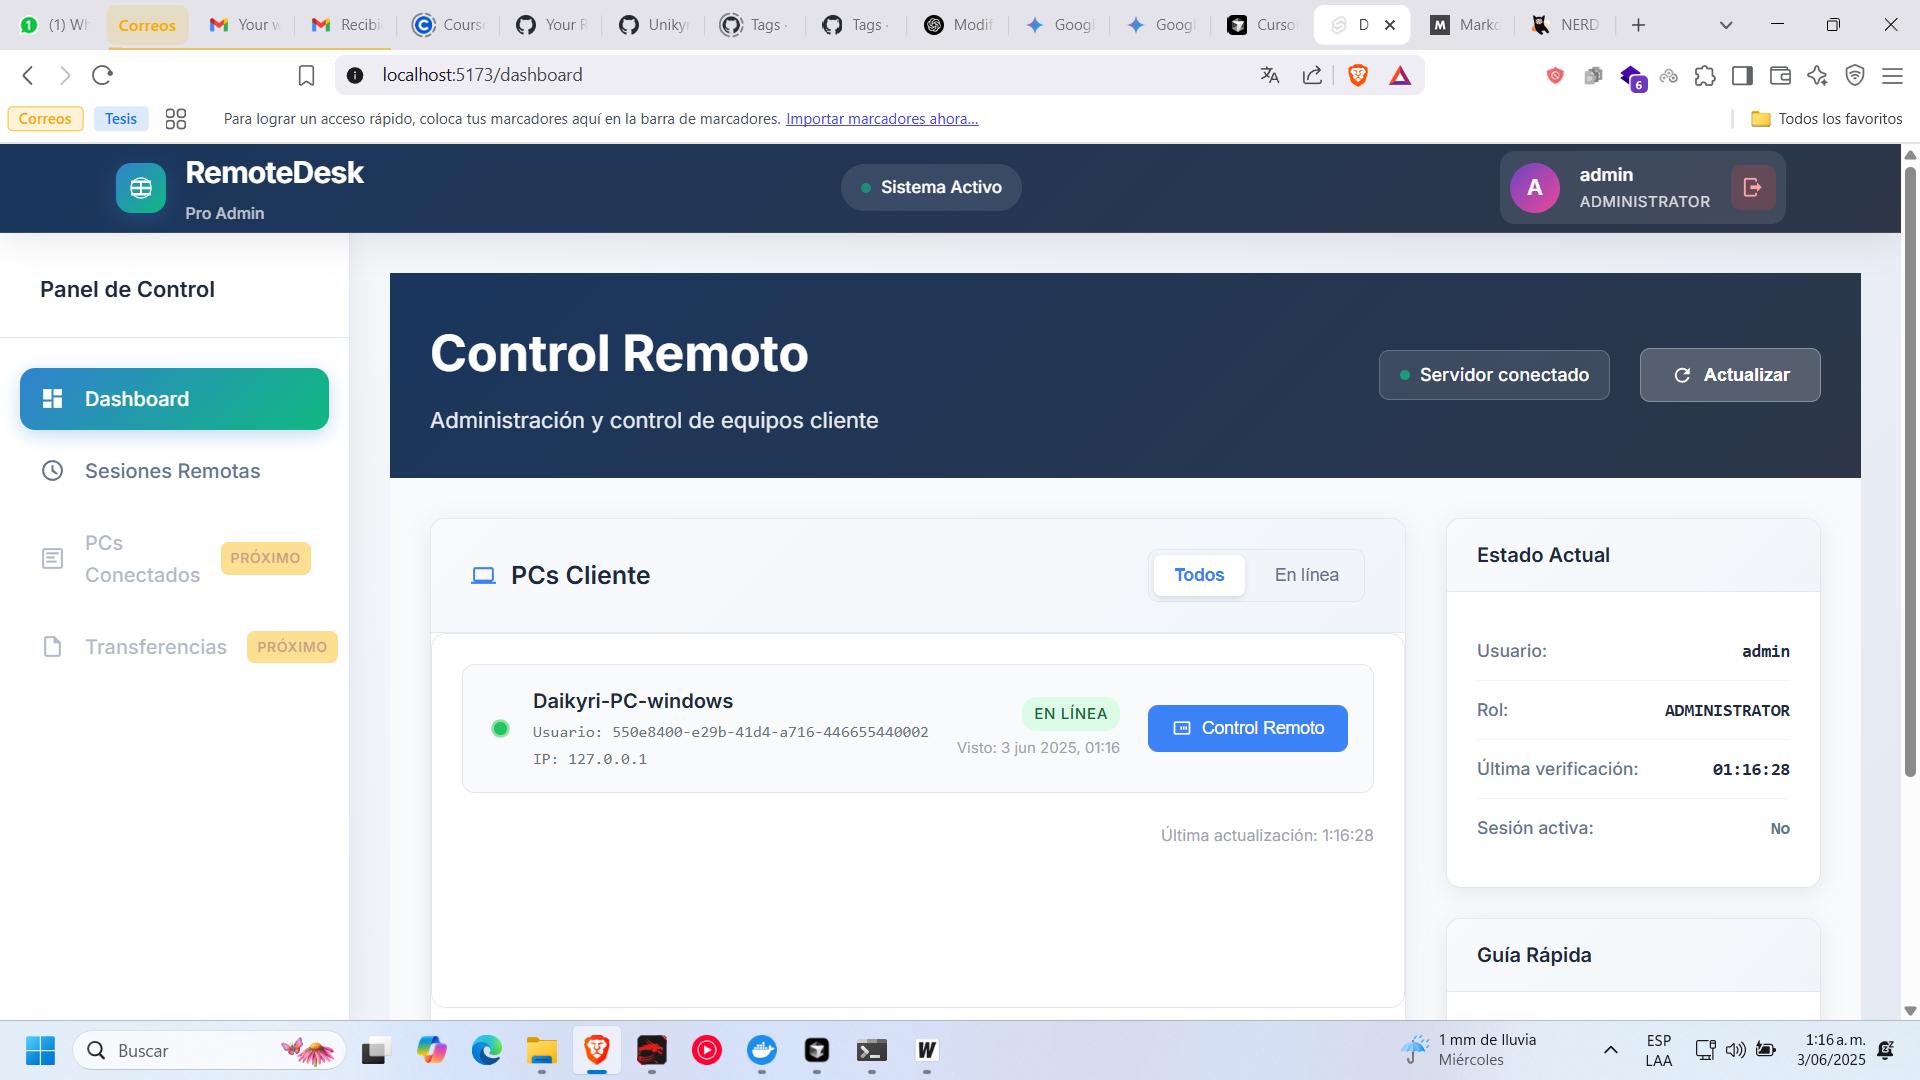 (1) Wh
Correos
Your w
Recibi
Cours
Your R
Unikyr
Tags ·
Tags ·
Modif
Googl
Googl
Curso
D
Marko
NERD
localhost:5173/dashboard
6
Correos
Tesis
Para lograr un acceso rápido, coloca tus marcadores aquí en la barra de marcadores. Importar marcadores ahora...
Todos los favoritos
RemoteDesk
Pro Admin
Sistema Activo
A
admin
ADMINISTRATOR
Panel de Control
Dashboard
Sesiones Remotas
PCs
Conectados
PRÓXIMO
Transferencias
PRÓXIMO
Control Remoto
Administración y control de equipos cliente
Servidor conectado
Actualizar
PCs Cliente
Todos
En línea
Daikyri-PC-windows
Usuario: 550e8400-e29b-41d4-a716-446655440002
IP: 127.0.0.1
EN LÍNEA
Visto: 3 jun 2025, 01:16
Control Remoto
Última actualización: 1:16:28
Estado Actual
Usuario: admin
Rol: ADMINISTRATOR
Última verificación: 01:16:28
Sesión activa: No
Guía Rápida
Buscar
1 mm de lluvia
Miércoles
ESP
LAA
1:16 a. m.
3/06/2025